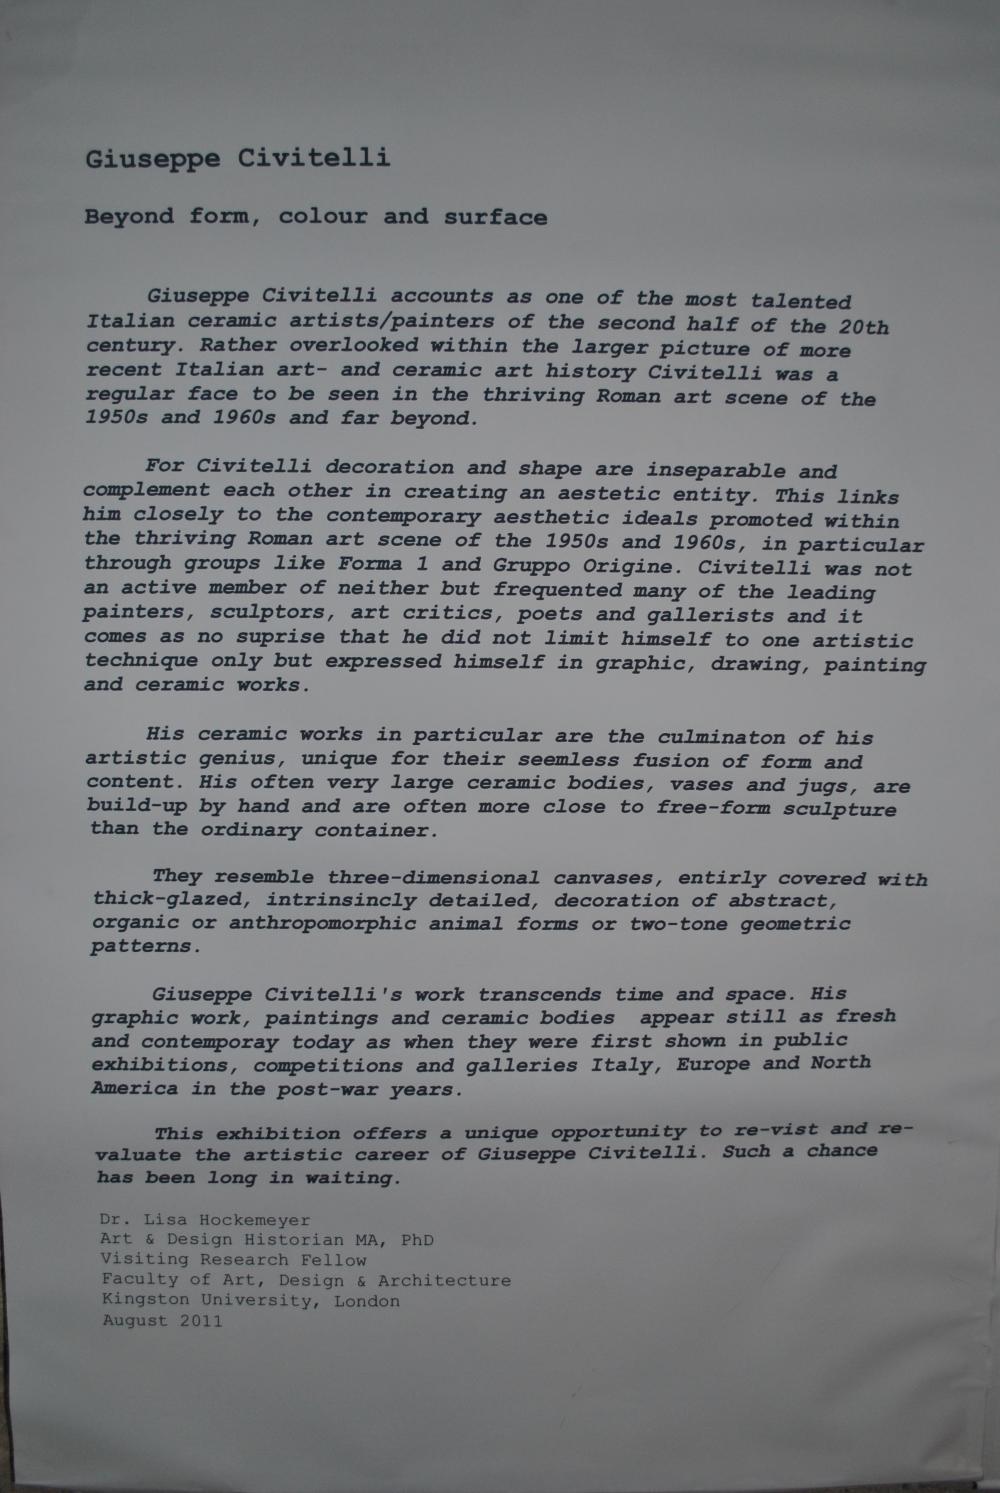 Giuseppe Civitelli
Beyond form, colour and surface
Giuseppe Civitelli accounts as one of the most talented
Italian ceramic artists/painters of the second half of the 20th
century. Rather overlooked within the larger picture of more
recent Italian art- and ceramic art history Civitelli was a
regular face to be seen in the thriving Roman art scene of the
1950s and 1960s and far beyond.
For Civitelli decoration and shape are inseparable and
complement each other in creating an aestetic entity. This links
him closely to the contemporary aesthetic ideals promoted within
the thriving Roman art scene of the 1950s and 1960s, in particular
through groups like Forma 1 and Gruppo Origine. Civitelli was not
an active member of neither but frequented many of the leading
painters, sculptors, art critics, poets and gallerists and it
comes as no suprise that he did not limit himself to one artistic
technique only but expressed himself in graphic, drawing, painting
and ceramic works.
His ceramic works in particular are the culminaton of his
artistic genius, unique for their seemless fusion of form and
content. His often very large ceramic bodies, vases and jugs, are
build-up by hand and are often more close to free-form sculpture
than the ordinary container.
They resemble three-dimensional canvases, entirly covered with
thick-glazed, intrinsincly detailed, decoration of abstract,
organic or anthropomorphic animal forms or two-tone geometric
patterns.
Giuseppe Civitelli's work transcends time and space. His
graphic work, paintings and ceramic bodies appear still as fresh
and contemporay today as when they were first shown in public
exhibitions, competitions and galleries Italy, Europe and North
America in the post-war years.
This exhibition offers a unique opportunity to re-vist and re-
valuate the artistic career of Giuseppe Civitelli. Such a chance
has been long in waiting.
Dr. Lisa Hockemeyer
Art & Design Historian MA, PhD
Visiting Research Fellow
Faculty of Art, Design & Architecture
Kingston University, London
August 2011